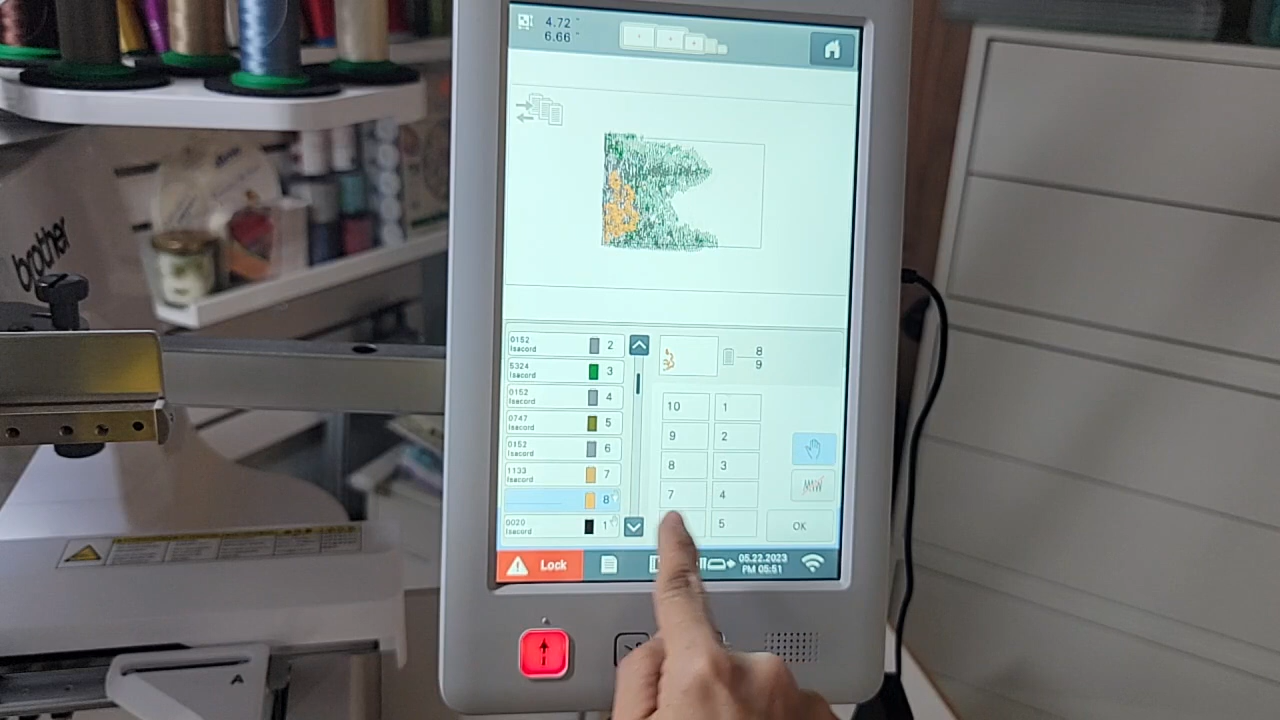 4.72 "
6.66 "
brother
0152
Isacord
2
5324
Isacord
3
0152
Isacord
4
0747
Isacord
5
0152
Isacord
6
1133
Isacord
7
8
0020
Isacord
1
8
9
10 1
9 2
8 3
7 4
5
OK
Lock
05.22.2023
PM 05:51
A